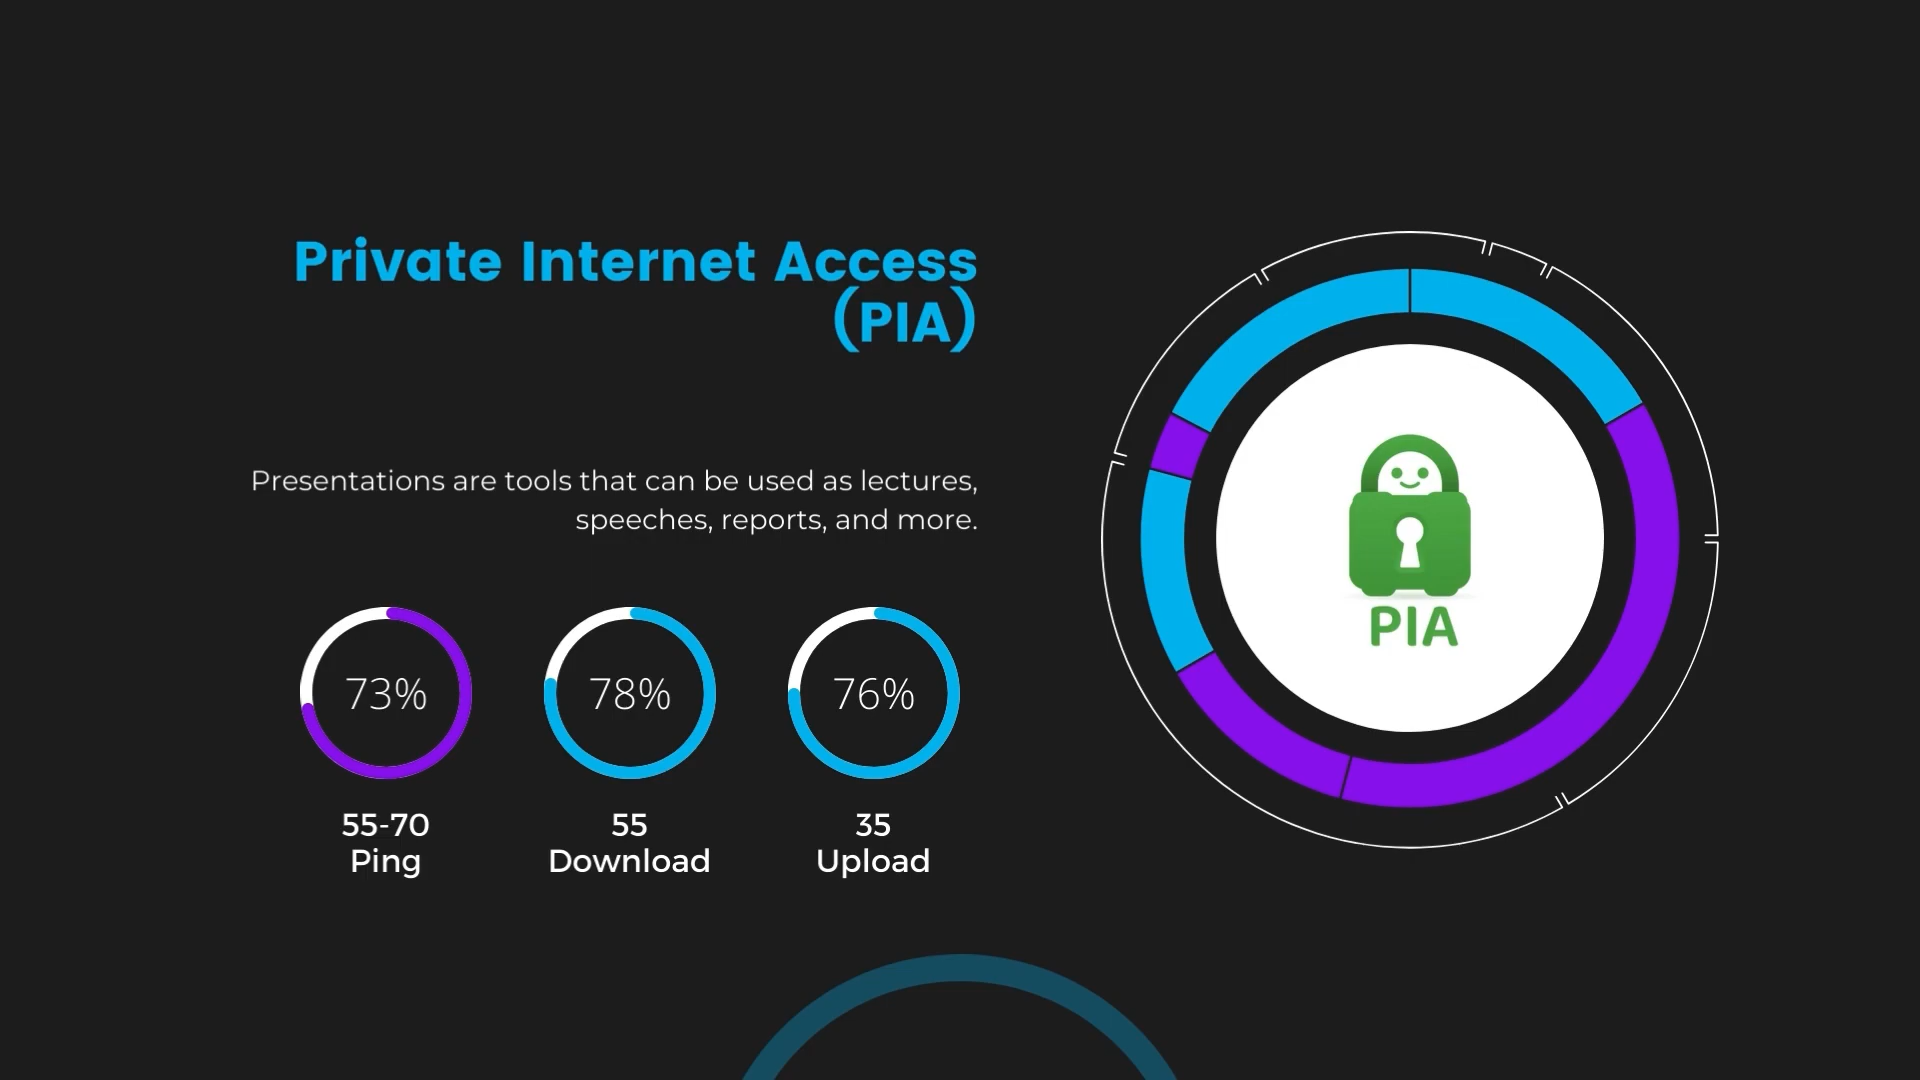 Private Internet Access
(PIA)
Presentations are tools that can be used as lectures,
speeches, reports, and more.
73%
78%
76%
55-70
Ping
55
Download
35
Upload
PIA